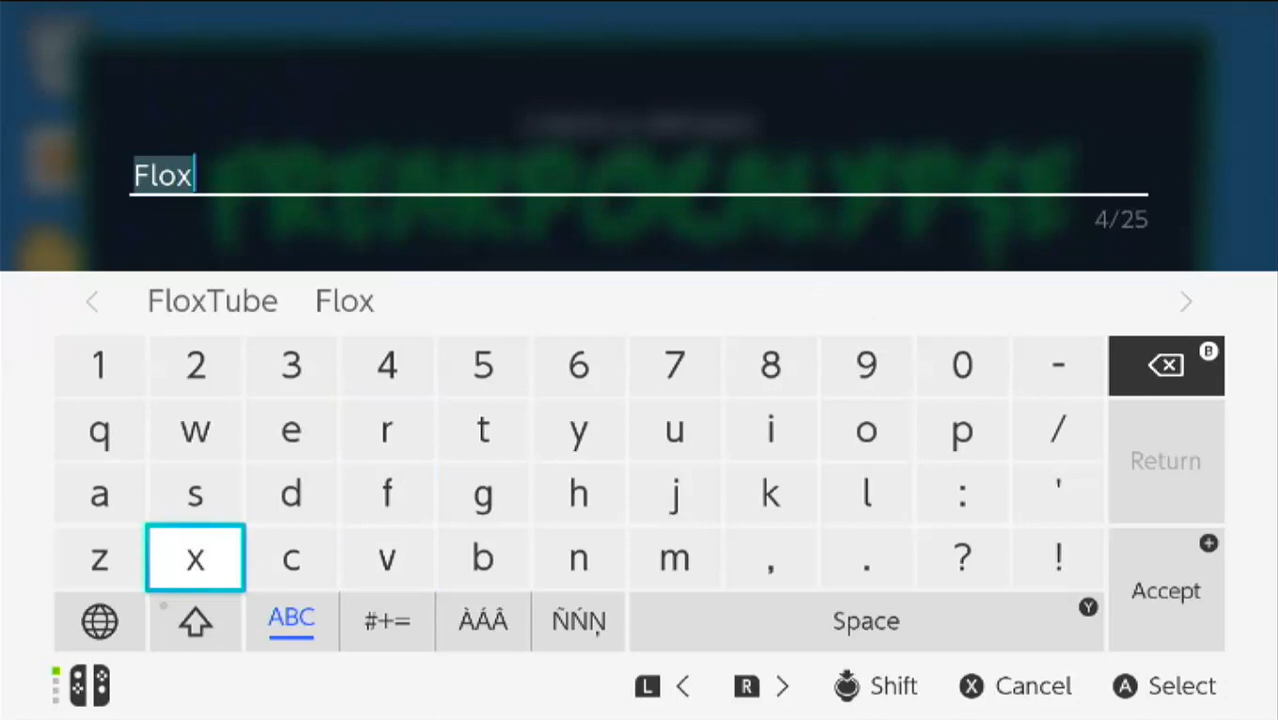 Flox
4/25
FloxTube Flox
1 2 3 4 5 6 7 8 9 0 - B
q w e r t y u i o p /
Return
a s d f g h j k l : '
z x c v b n m , . ? ! +
Accept
ABC #+= ÀÁÂ ÑŃŅ Space Y
L R Shift X Cancel A Select